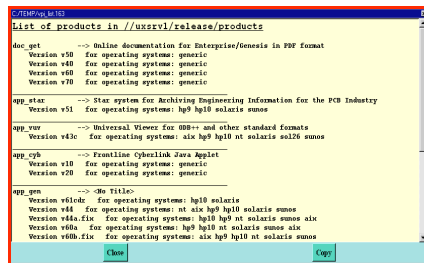 C:/TEMP/vpj_list.163
List of products in //uxsrv1/release/products
doc_get --> Online documentation for Enterprise/Genesis in PDF format
Version v50 for operating systems: generic
Version v40 for operating systems: generic
Version v60 for operating systems: generic
Version v70 for operating systems: generic
app_star --> Star system for Archiving Engineering Information for the PCB Industry
Version v51 for operating systems: hp9 hp10 solaris sunos
app_vuv --> Universal Viewer for ODB++ and other standard formats
Version v43c for operating systems: aix hp9 hp10 nt solaris sol26 sunos
app_cyb --> Frontline Cyberlink Java Applet
Version v10 for operating systems: generic
Version v20 for operating systems: generic
app_gen --> <No Title>
Version v61cdr for operating systems: hp10 solaris
Version v44 for operating systems: nt aix hp9 hp10 solaris sunos
Version v44a.fix for operating systems: hp10 hp9 nt solaris sunos aix
Version v60a for operating systems: hp9 hp10 nt solaris sunos aix
Version v60b.fix for operating systems: aix hp9 hp10 nt solaris sunos
Close Copy